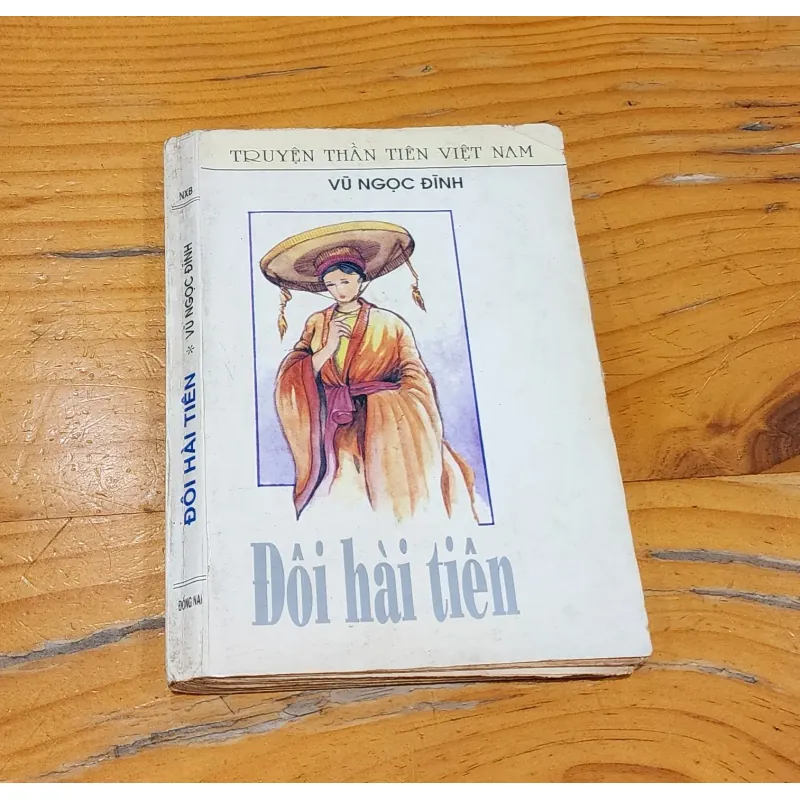 TRUYỆN THẦN TIÊN VIỆT NAM
VŨ NGỌC ĐĨNH
Đôi hài tiên
NXB
ĐÔI HÀI TIÊN * VŨ NGỌC ĐĨNH
ĐỒNG NAI